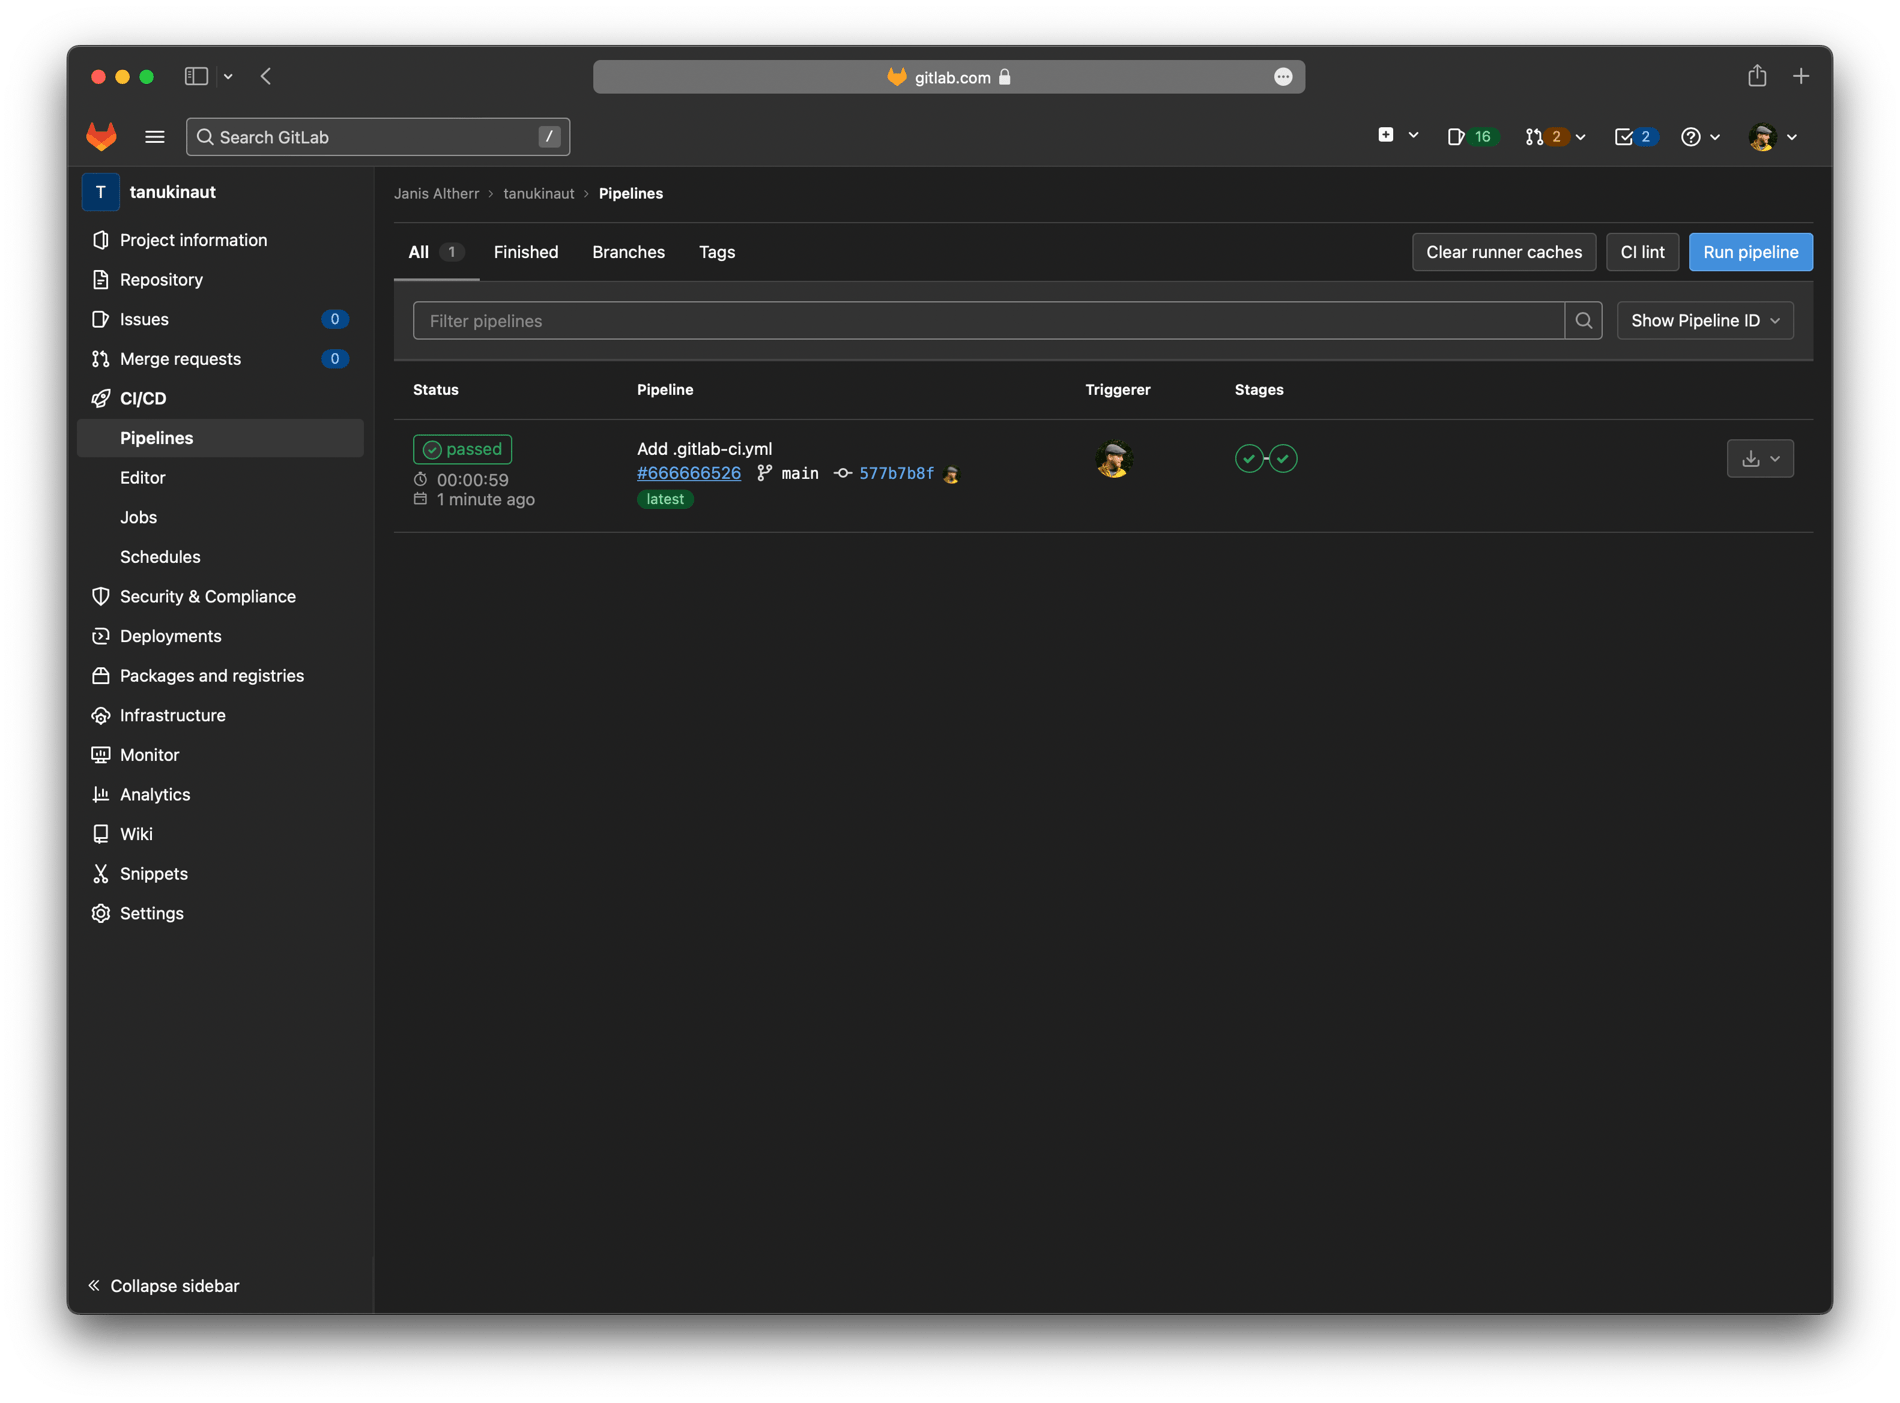 gitlab.com
Search GitLab /
16 2 2
T tanukinaut
Project information
Repository
Issues 0
Merge requests 0
CI/CD
Pipelines
Editor
Jobs
Schedules
Security & Compliance
Deployments
Packages and registries
Infrastructure
Monitor
Analytics
Wiki
Snippets
Settings
Collapse sidebar
Janis Altherr › tanukinaut › Pipelines
All 1 Finished Branches Tags
Clear runner caches CI lint Run pipeline
Filter pipelines Show Pipeline ID
Status Pipeline Triggerer Stages
passed
00:00:59
1 minute ago
Add .gitlab-ci.yml
#666666526 main 577b7b8f
latest